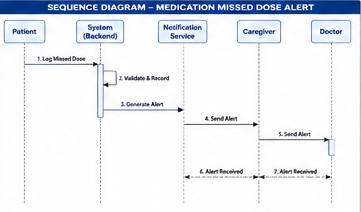 SEQUENCE DIAGRAM – MEDICATION MISSED DOSE ALERT
Patient
System
(Backend)
Notification
Service
Caregiver
Doctor
1. Log Missed Dose
2. Validate & Record
3. Generate Alert
4. Send Alert
5. Send Alert
6. Alert Received
7. Alert Received